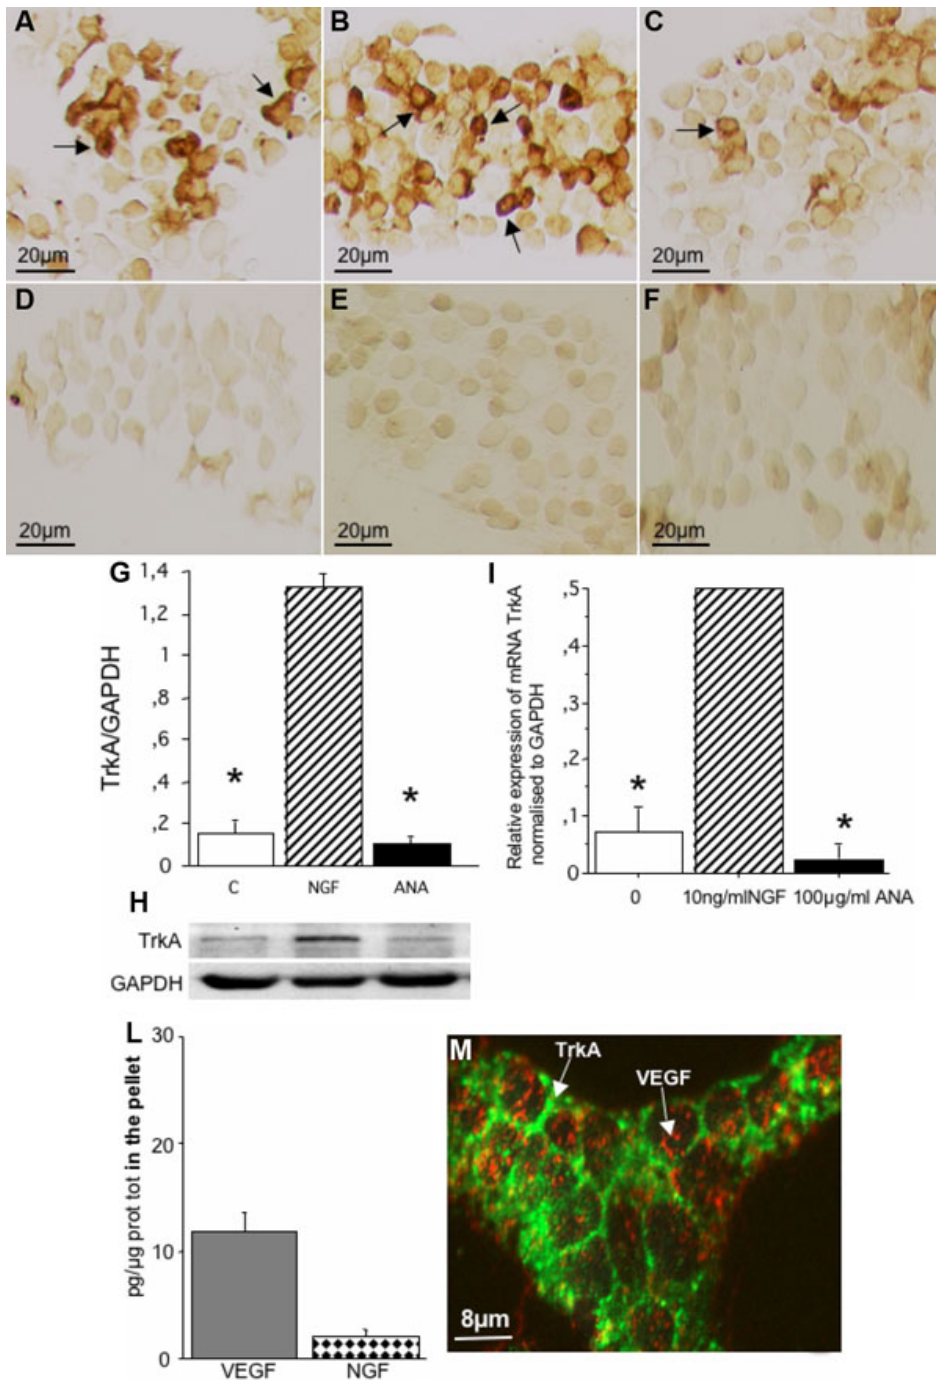 A
B
C
20µm
20µm
20µm
D
E
F
20µm
20µm
20µm
G
TrkA/GAPDH
1,4
1,2
1
,8
,6
,4
,2
0
*
*
C
NGF
ANA
H
TrkA
GAPDH
I
Relative expression of mRNA TrkA
normalised to GAPDH
,5
,4
,3
,2
,1
0
*
*
0
10ng/mlNGF
100µg/ml ANA
L
pg/µg prot tot in the pellet
30
20
10
0
VEGF
NGF
M
TrkA
VEGF
8µm